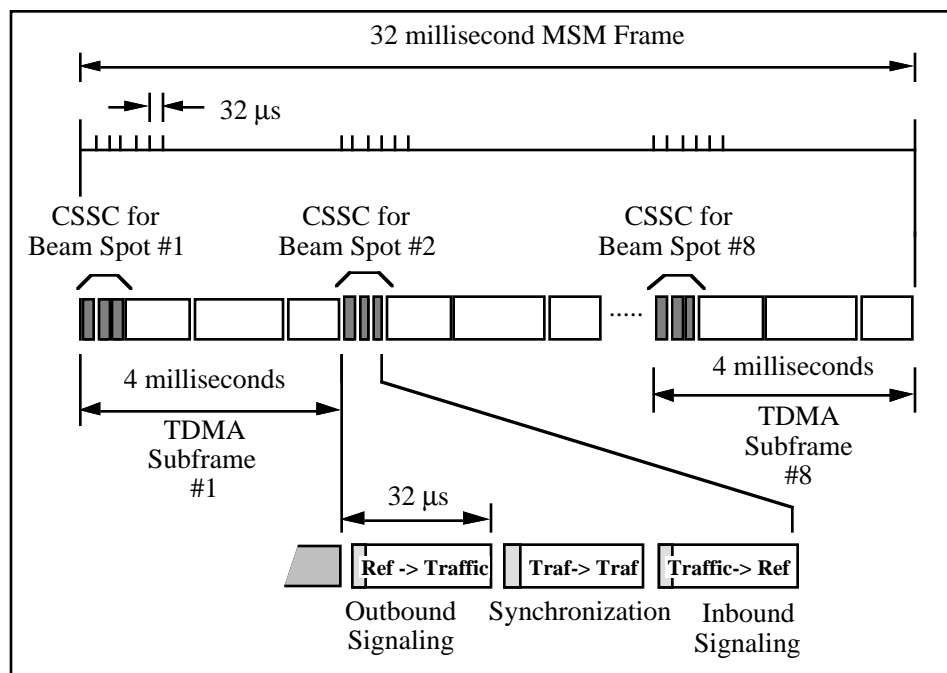 32 millisecond MSM Frame
32 µs
CSSC for
Beam Spot #1
CSSC for
Beam Spot #2
CSSC for
Beam Spot #8
.....
4 milliseconds
TDMA
Subframe
#1
4 milliseconds
TDMA
Subframe
#8
32 µs
Ref -> Traffic
Traf-> Traf
Traffic-> Ref
Outbound
Signaling
Synchronization
Inbound
Signaling